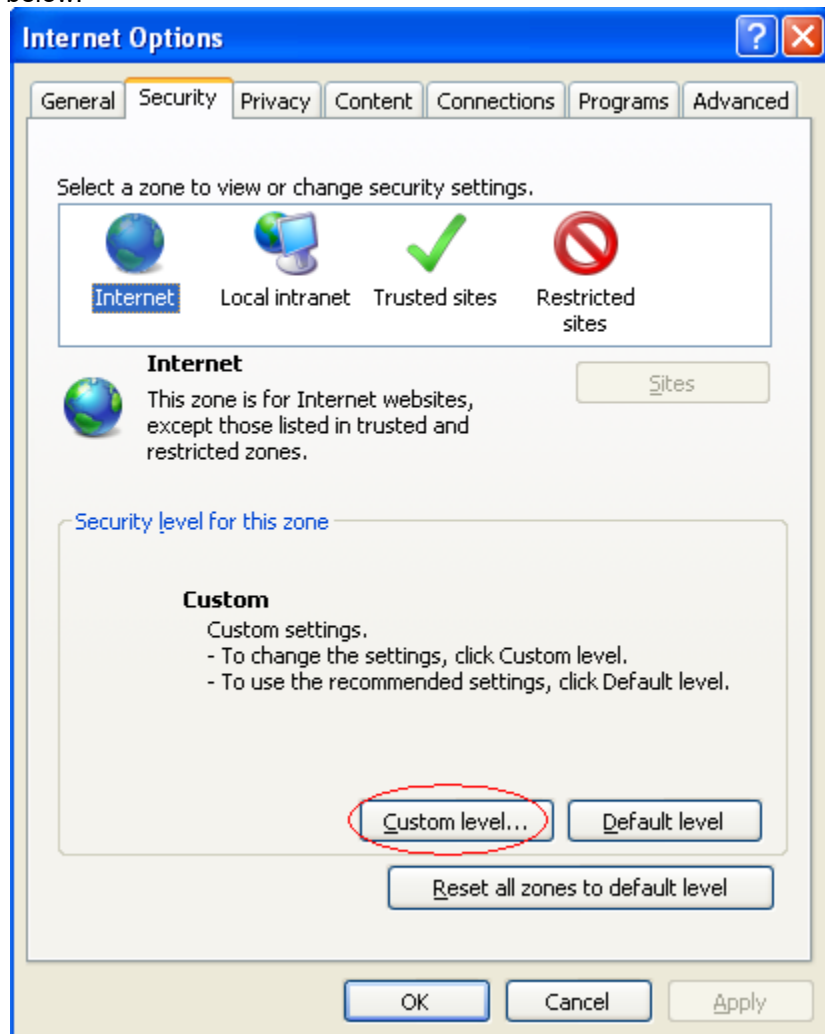 Internet Options
General Security Privacy Content Connections Programs Advanced
Select a zone to view or change security settings.
Internet Local intranet Trusted sites Restricted sites
Internet
This zone is for Internet websites,
except those listed in trusted and
restricted zones.
Sites
Security level for this zone
Custom
Custom settings.
- To change the settings, click Custom level.
- To use the recommended settings, click Default level.
Custom level... Default level
Reset all zones to default level
OK Cancel Apply